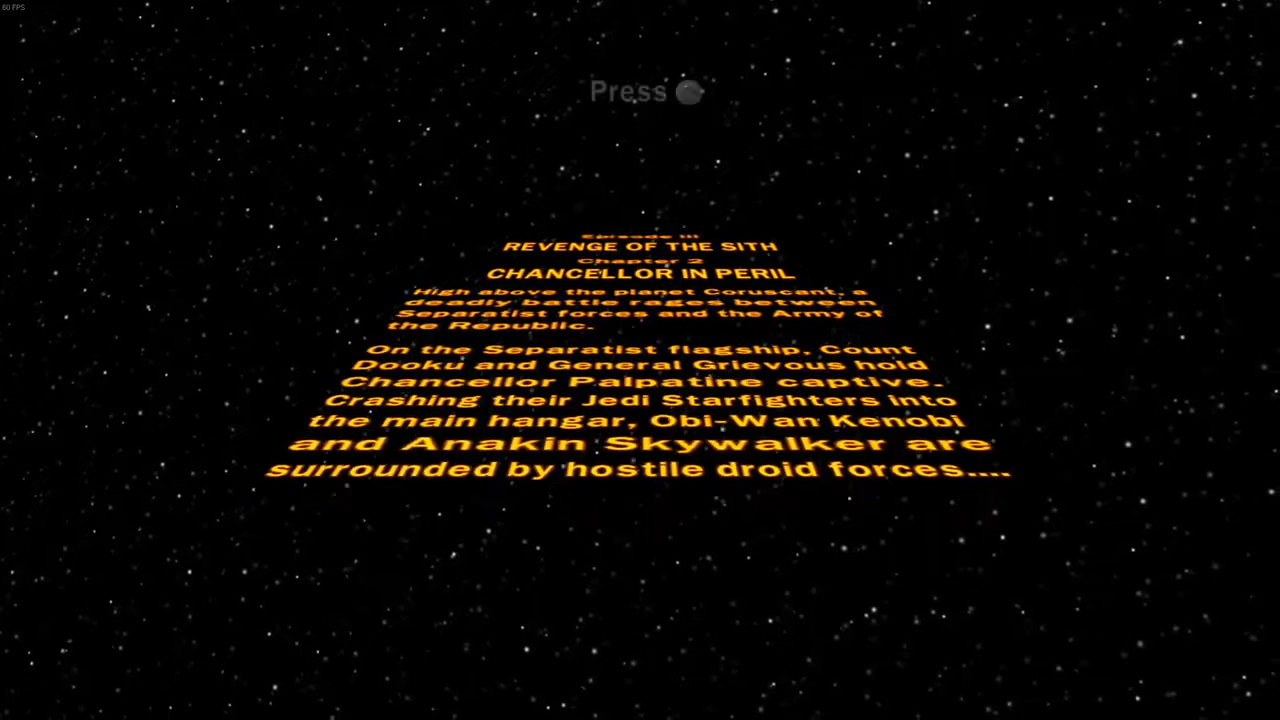 60 FPS
Press
Episode III
REVENGE OF THE SITH
Chapter 2
CHANCELLOR IN PERIL
High above the planet Coruscant, a
deadly battle rages between
Separatist forces and the Army of
the Republic.
On the Separatist flagship, Count
Dooku and General Grievous hold
Chancellor Palpatine captive.
Crashing their Jedi Starfighters into
the main hangar, Obi-Wan Kenobi
and Anakin Skywalker are
surrounded by hostile droid forces....